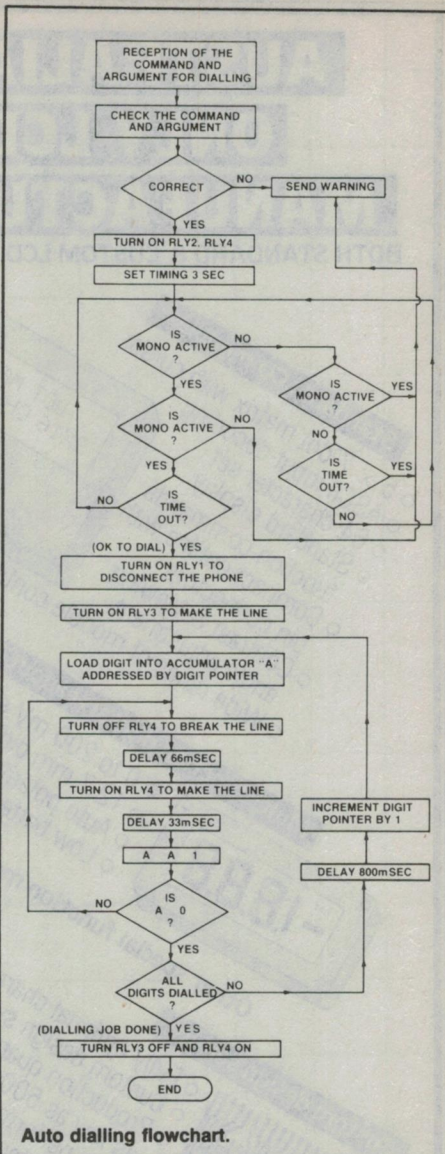 RECEPTION OF THE
COMMAND AND
ARGUMENT FOR DIALLING
CHECK THE COMMAND
AND ARGUMENT
CORRECT
NO
SEND WARNING
YES
TURN ON RLY2, RLY4
SET TIMING 3 SEC
IS
MONO ACTIVE
?
NO
YES
IS
MONO ACTIVE
?
YES
NO
IS
MONO ACTIVE
?
NO
YES
IS
TIME
OUT?
YES
NO
IS
TIME
OUT?
NO
(OK TO DIAL) YES
TURN ON RLY1 TO
DISCONNECT THE PHONE
TURN ON RLY3 TO MAKE THE LINE
LOAD DIGIT INTO ACCUMULATOR "A"
ADDRESSED BY DIGIT POINTER
TURN OFF RLY4 TO BREAK THE LINE
DELAY 66mSEC
TURN ON RLY4 TO MAKE THE LINE
DELAY 33mSEC
A A 1
IS
A 0
?
NO
YES
INCREMENT DIGIT
POINTER BY 1
DELAY 800mSEC
ALL
DIGITS DIALLED
?
NO
(DIALLING JOB DONE) YES
TURN RLY3 OFF AND RLY4 ON
END
Auto dialling flowchart.